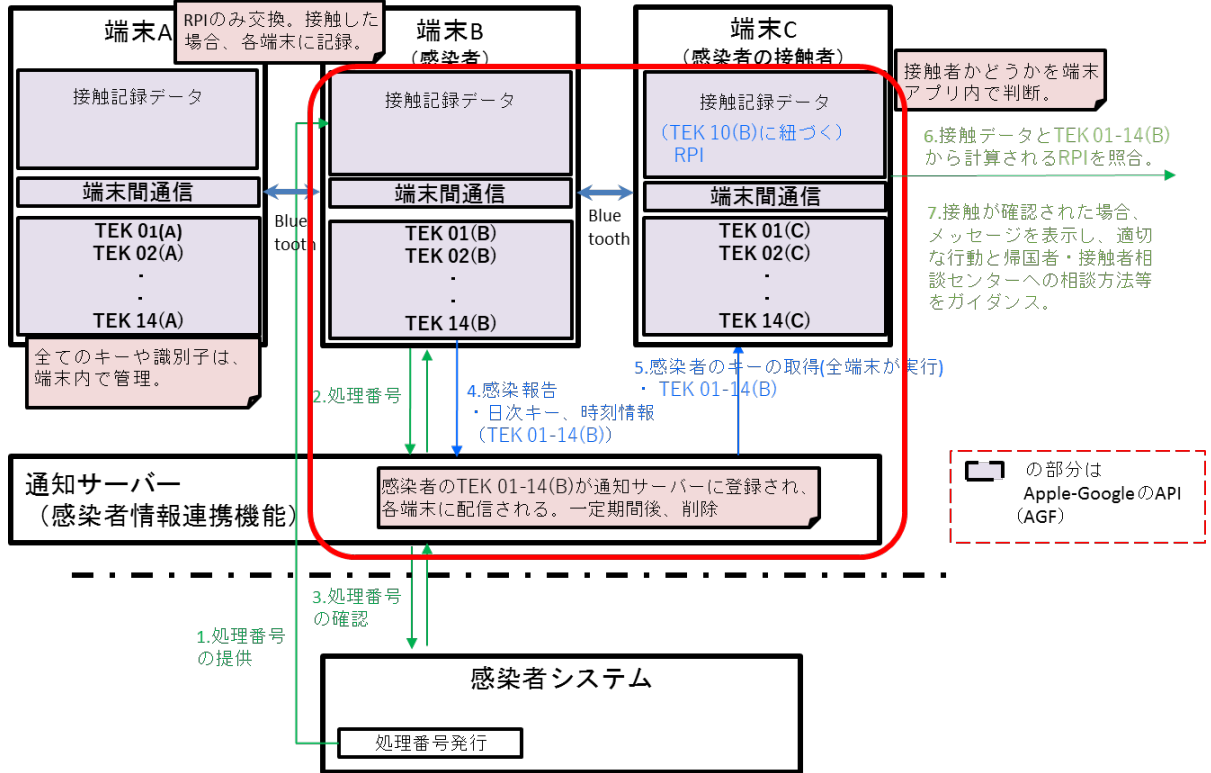 端末A
RPIのみ交換。接触した
場合、各端末に記録。
接触記録データ
端末間通信
TEK 01(A)
TEK 02(A)
・
・
TEK 14(A)
全てのキーや識別子は、
端末内で管理。
Blue
tooth
端末B
(感染者)
接触記録データ
端末間通信
TEK 01(B)
TEK 02(B)
・
・
TEK 14(B)
Blue
tooth
端末C
(感染者の接触者)
接触記録データ
(TEK 10(B)に紐づく)
RPI
端末間通信
TEK 01(C)
TEK 02(C)
・
・
TEK 14(C)
接触者かどうかを端末
アプリ内で判断。
6.接触データとTEK 01-14(B)
から計算されるRPIを照合。
7.接触が確認された場合、
メッセージを表示し、適切
な行動と帰国者・接触者相
談センターへの相談方法等
をガイダンス。
2.処理番号
4.感染報告
・日次キー、時刻情報
(TEK 01-14(B))
5.感染者のキーの取得(全端末が実行)
・ TEK 01-14(B)
通知サーバー
(感染者情報連携機能)
感染者のTEK 01-14(B)が通知サーバーに登録され、
各端末に配信される。一定期間後、削除
の部分は
Apple-GoogleのAPI
(AGF)
3.処理番号
の確認
1.処理番号
の提供
感染者システム
処理番号発行